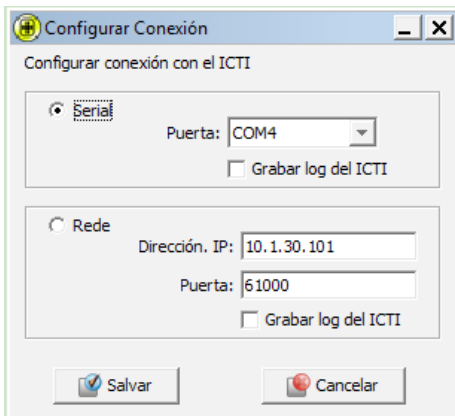 Configurar Conexión
Configurar conexión con el ICTI
Serial
Puerta: COM4
Grabar log del ICTI
Rede
Dirección. IP: 10.1.30.101
Puerta: 61000
Grabar log del ICTI
Salvar Cancelar